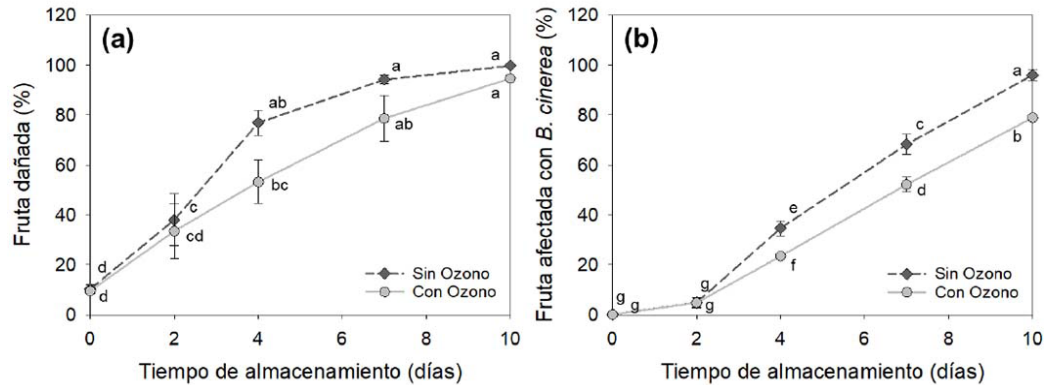 (a)
Fruta dañada (%)
120
100
80
60
40
20
0
d
d
c
cd
ab
bc
a
ab
a
a
Sin Ozono
Con Ozono
0 2 4 6 8 10
Tiempo de almacenamiento (días)
(b)
Fruta afectada con B. cinerea (%)
120
100
80
60
40
20
0
g
g
g
g
e
f
c
d
a
b
Sin Ozono
Con Ozono
0 2 4 6 8 10
Tiempo de almacenamiento (días)